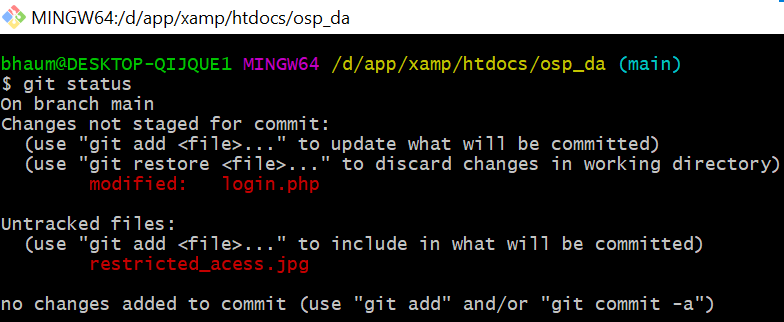 MINGW64:/d/app/xamp/htdocs/osp_da
bhaum@DESKTOP-QIJQUE1 MINGW64 /d/app/xamp/htdocs/osp_da (main)
$ git status
On branch main
Changes not staged for commit:
  (use "git add <file>..." to update what will be committed)
  (use "git restore <file>..." to discard changes in working directory)
        modified:   login.php

Untracked files:
  (use "git add <file>..." to include in what will be committed)
        restricted_acess.jpg

no changes added to commit (use "git add" and/or "git commit -a")